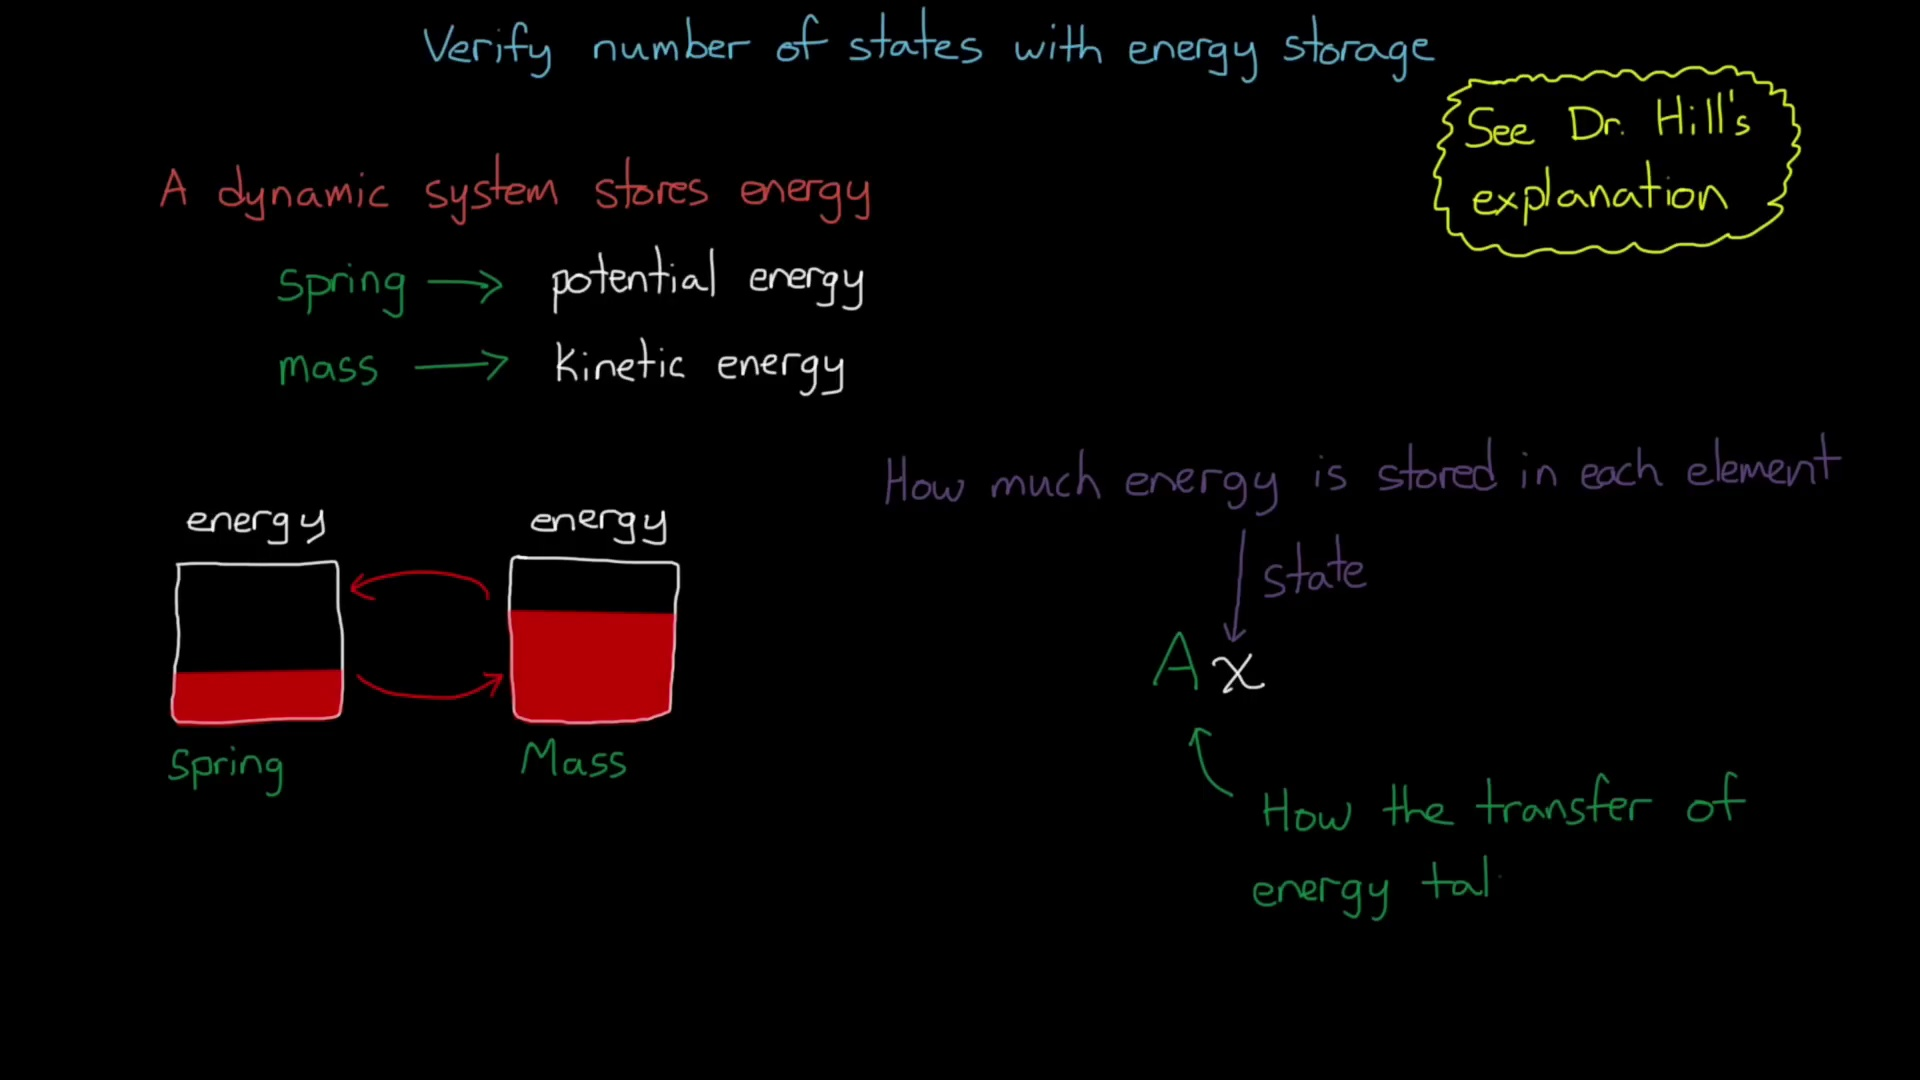 Verify number of states with energy storage
See Dr. Hill's
explanation
A dynamic system stores energy
spring → potential energy
mass → kinetic energy
How much energy is stored in each element
state
A x
energy
energy
Spring
Mass
How the transfer of
energy tal